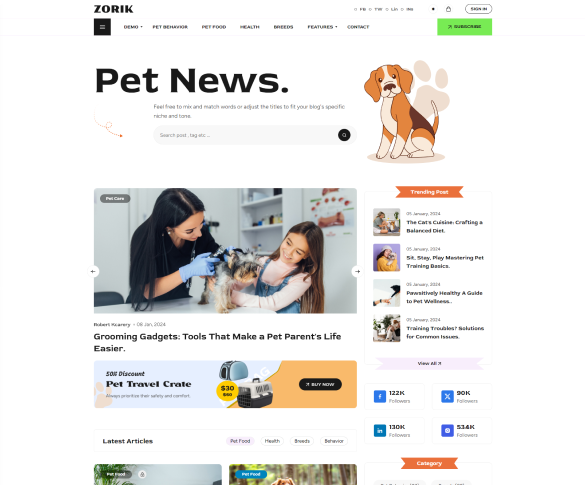 ZORIK
FB
TW
Lin
INS
SIGN IN
DEMO
PET BEHAVIOR
PET FOOD
HEALTH
BREEDS
FEATURES
CONTACT
SUBSCRIBE
Pet News.
Feel free to mix and match words or adjust the titles to fit your blog's specific
niche and tone.
Search post , tag etc ...
Pet Care
Robert Kcarery - 08 Jan, 2024
Grooming Gadgets: Tools That Make a Pet Parent's Life
Easier.
50% Discount
Pet Travel Crate
Always prioritize their safety and comfort.
$30
BUY NOW
Trending Post
05 January, 2024
The Cat's Cuisine: Crafting a
Balanced Diet.
05 January, 2024
Sit, Stay, Play Mastering Pet
Training Basics.
05 January, 2024
Pawsitively Healthy A Guide
to Pet Wellness..
05 January, 2024
Training Troubles? Solutions
for Common Issues.
View All
122K
Followers
90K
Followers
130K
Followers
534K
Followers
Category
Latest Articles
Pet Food
Health
Breeds
Behavior
Pet Food
Pet Food